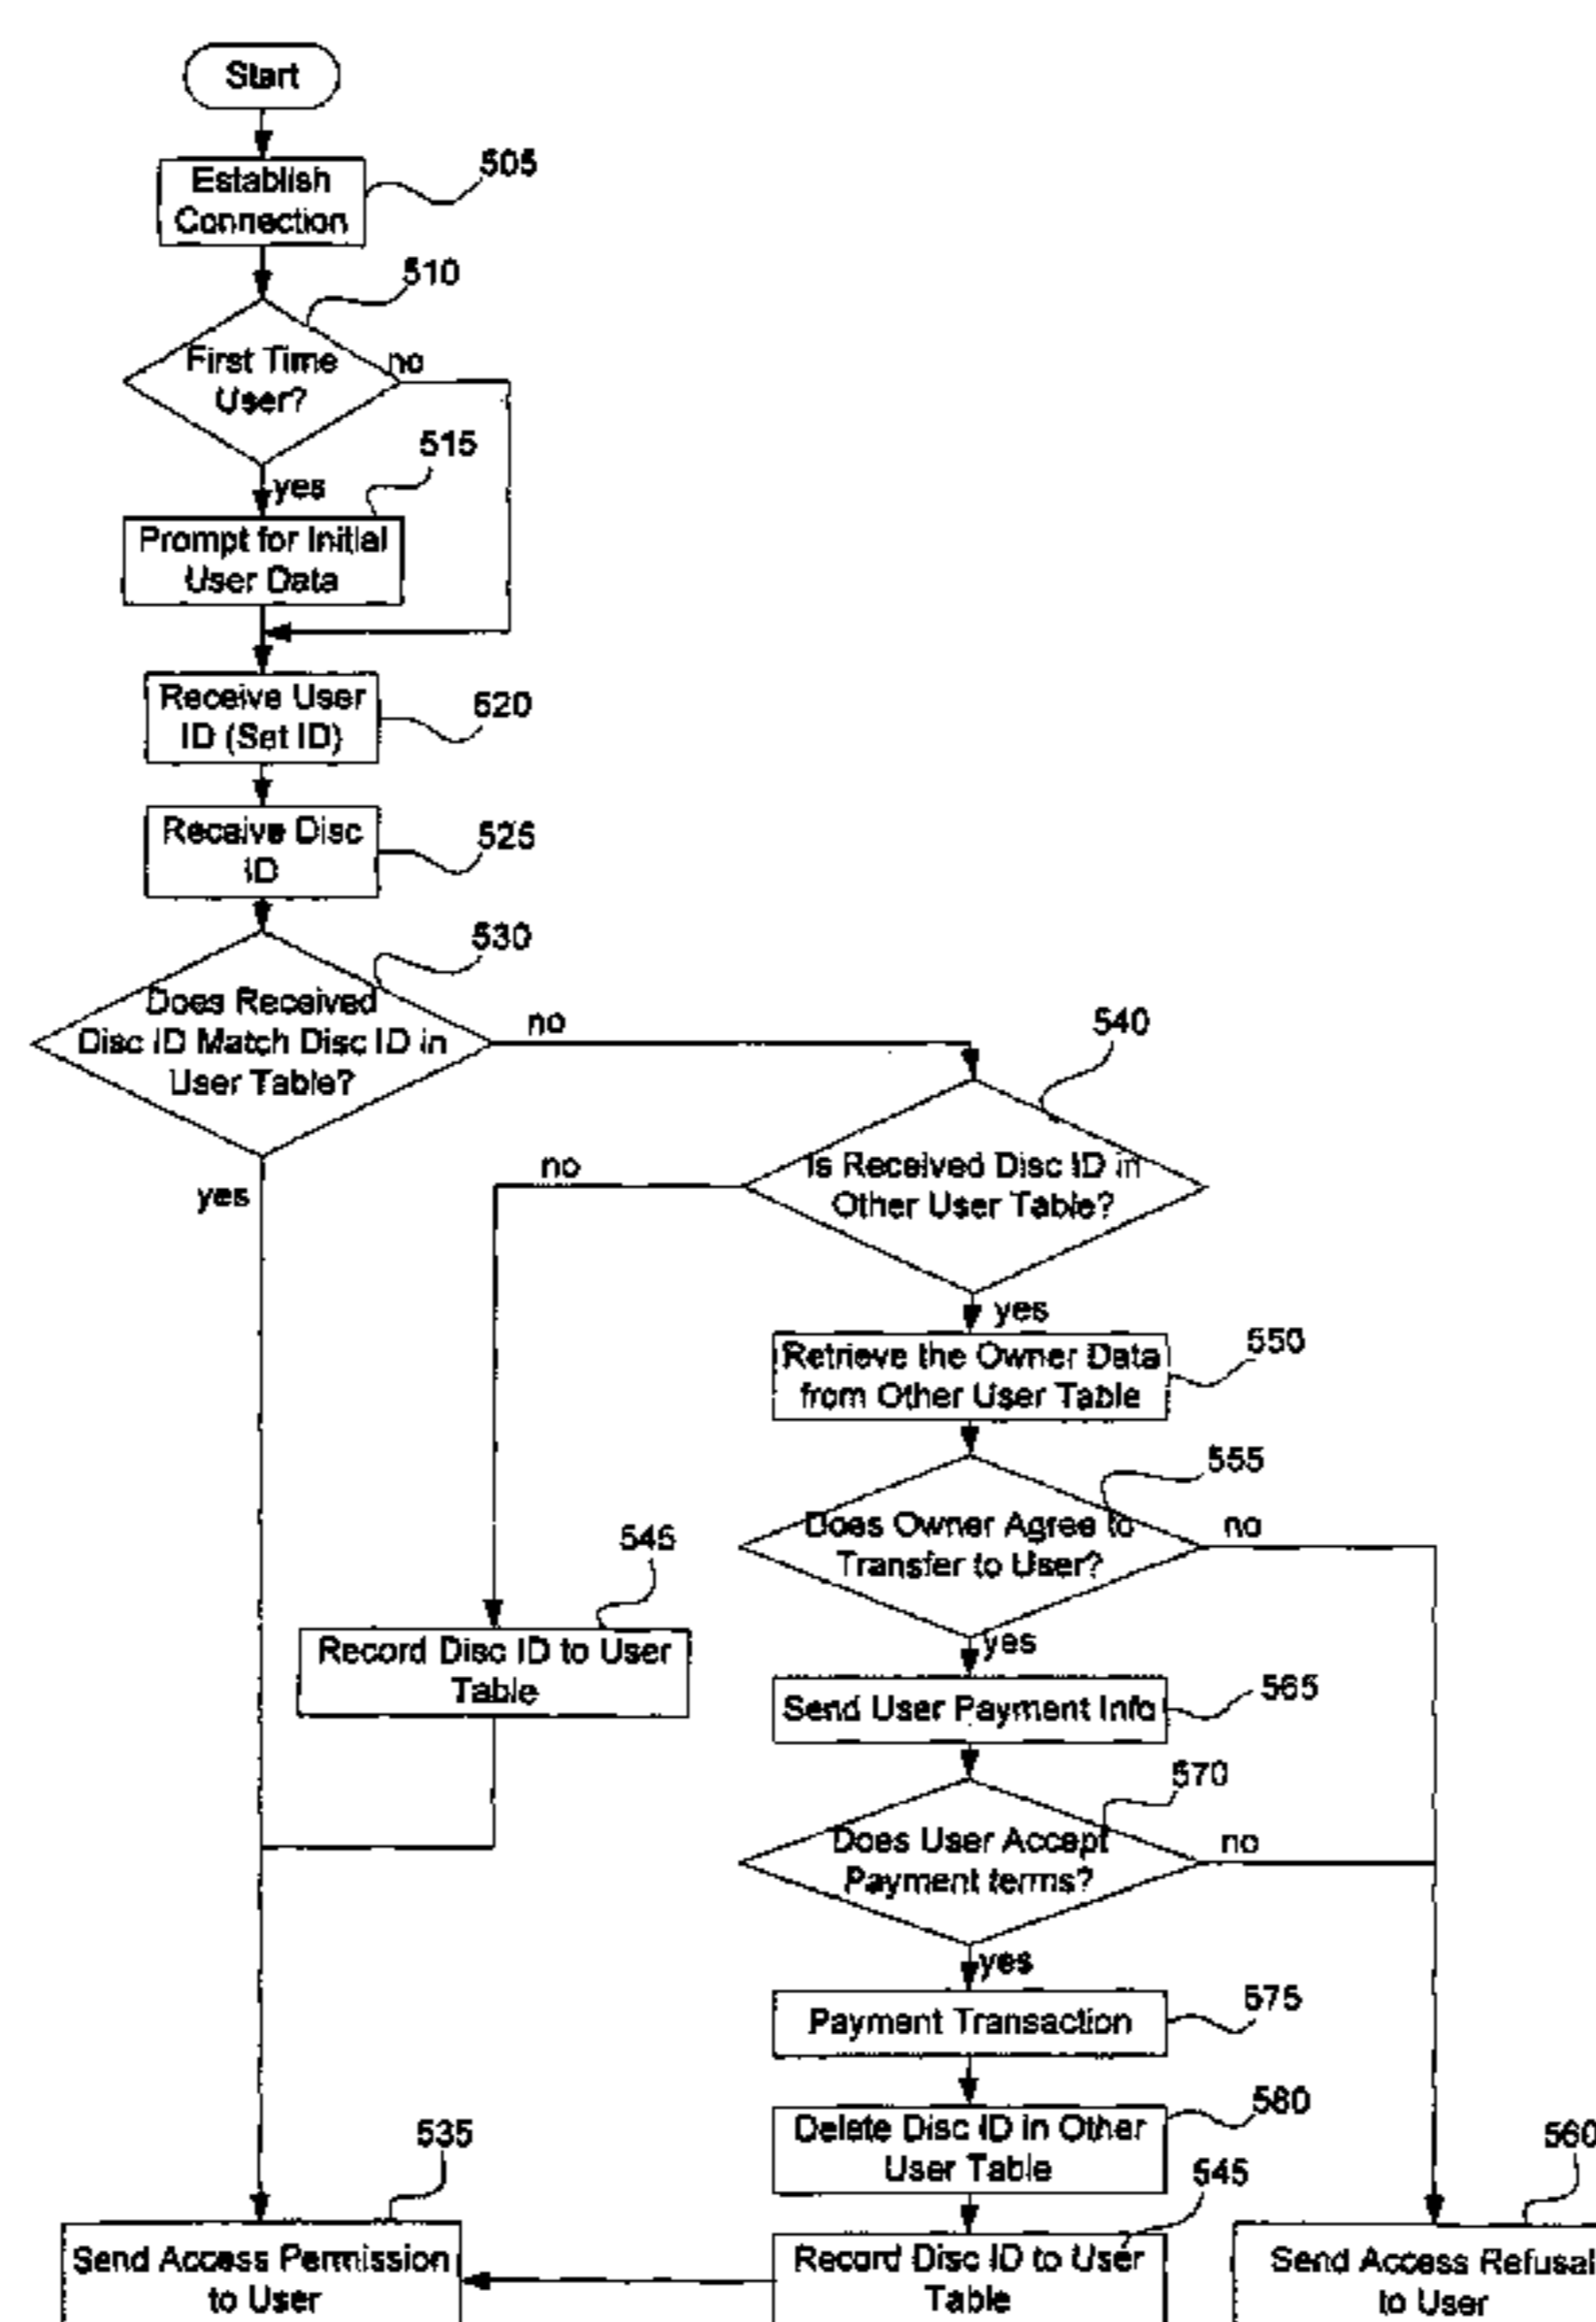 Start
Establish
Connection
505
510
First Time
User?
no
515
yes
Prompt for Initial
User Data
Receive User
ID (Set ID)
520
Receive Disc
ID
525
530
Does Received
Disc ID Match Disc ID in
User Table?
no
yes
540
Is Received Disc ID in
Other User Table?
no
yes
Retrieve the Owner Data
from Other User Table
550
555
Does Owner Agree to
Transfer to User?
no
yes
545
Record Disc ID to User
Table
Send User Payment Info
565
570
Does User Accept
Payment terms?
no
yes
Payment Transaction
575
Delete Disc ID in Other
User Table
580
535
Send Access Permission
to User
545
Record Disc ID to User
Table
560
Send Access Refusal
to User